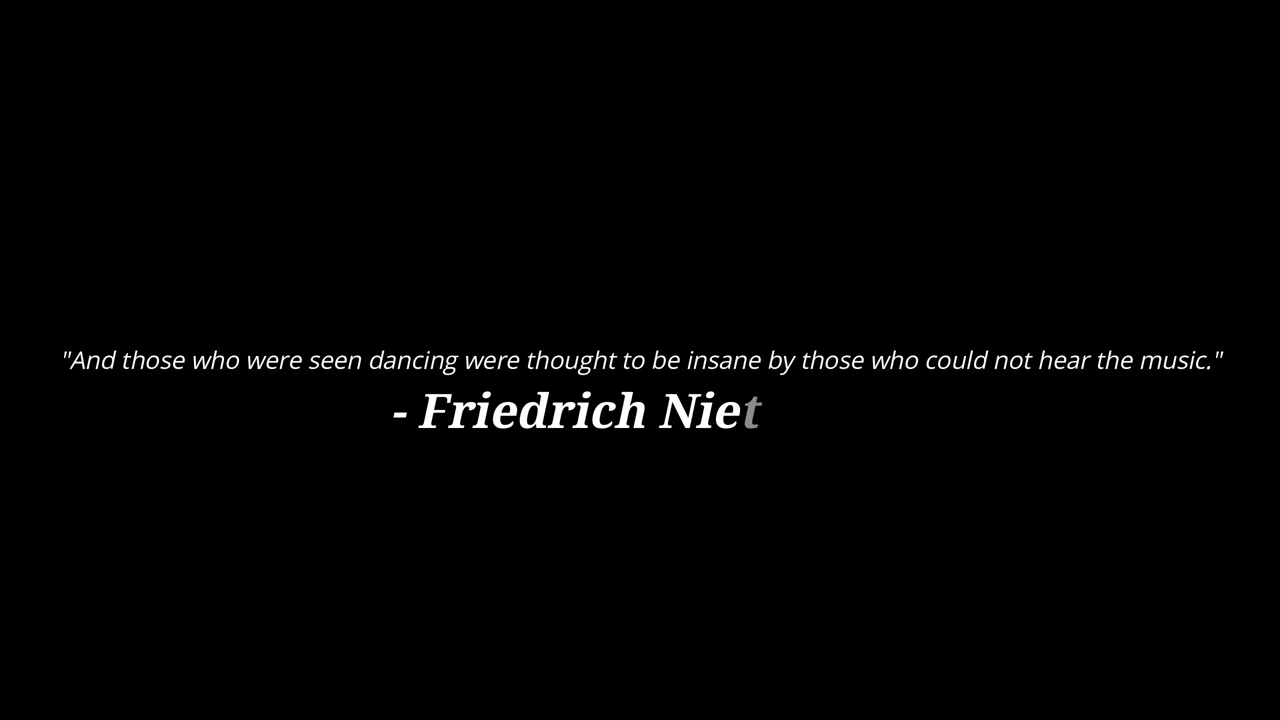 "And those who were seen dancing were thought to be insane by those who could not hear the music."
- Friedrich Niet